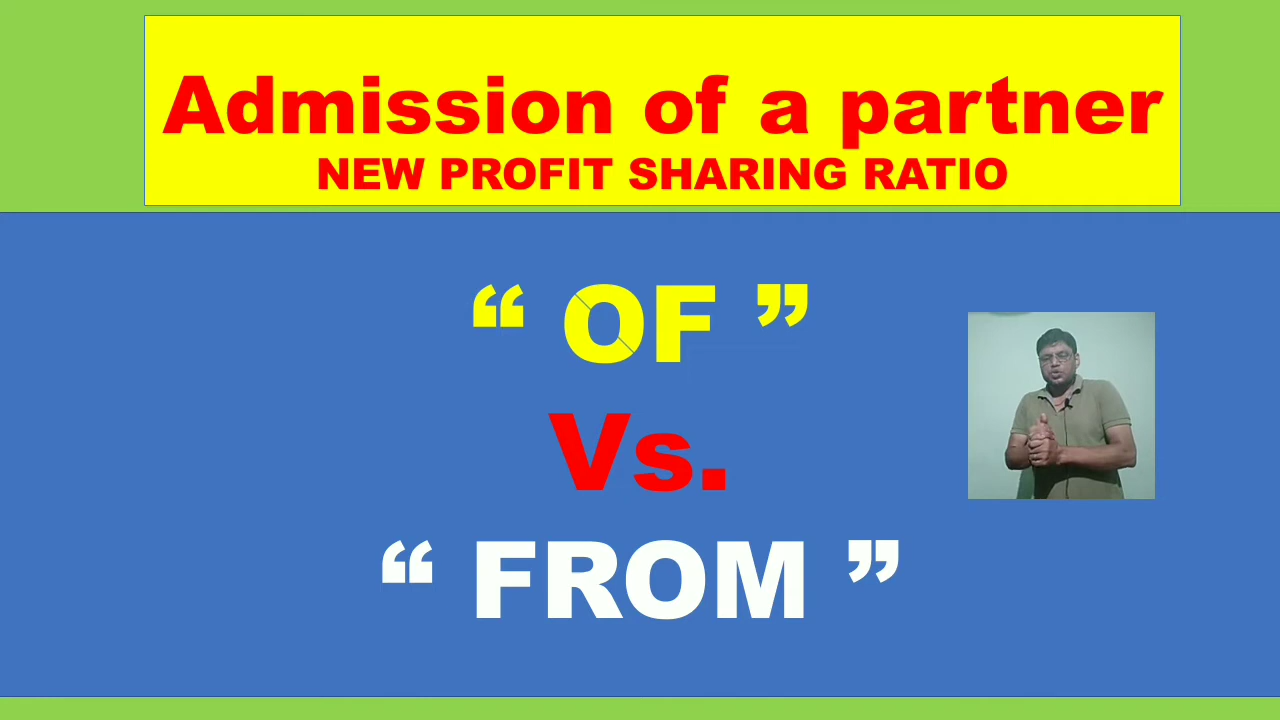 Admission of a partner
NEW PROFIT SHARING RATIO
“ OF ”
Vs.
“ FROM ”